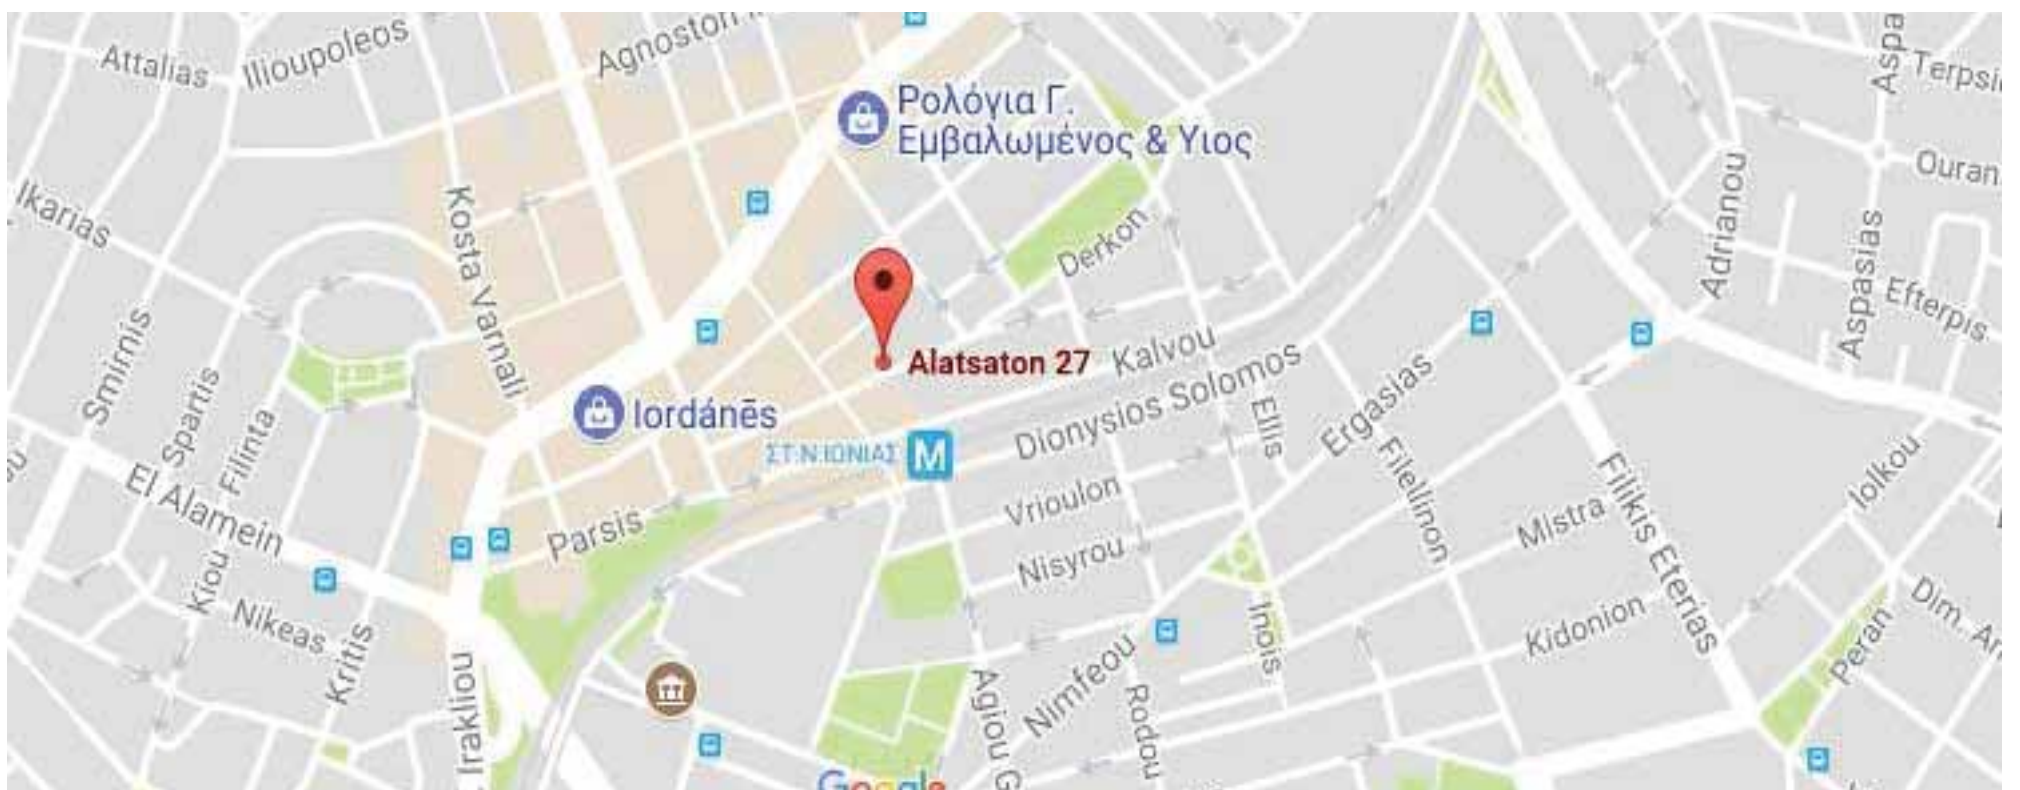 Attalias
Ilioupoleos
Agnoston
Ρολόγια Γ.
Εμβαλωμένος & Υιος
Terpsi
Ouran
Ikarias
Kosta Varnali
Derkon
Adrianou
Aspasias
Efterpis
Smirnis
Spartis
Filinta
Alatsaton 27
Kalvou
Iordánēs
ΣΤ.Ν.ΙΩΝΙΑΣ
M
Dionysios Solomos
Ellis
Ergasias
Filellinon
Filikis Eterias
Iolkou
El Alamein
Parsis
Vrioulon
Nisyrou
Mistra
Kidonion
Kiou
Nikeas
Kritis
Irakliou
Agiou G
Nimfeou
Rodou
Inois
Peran
Dim. An
Google